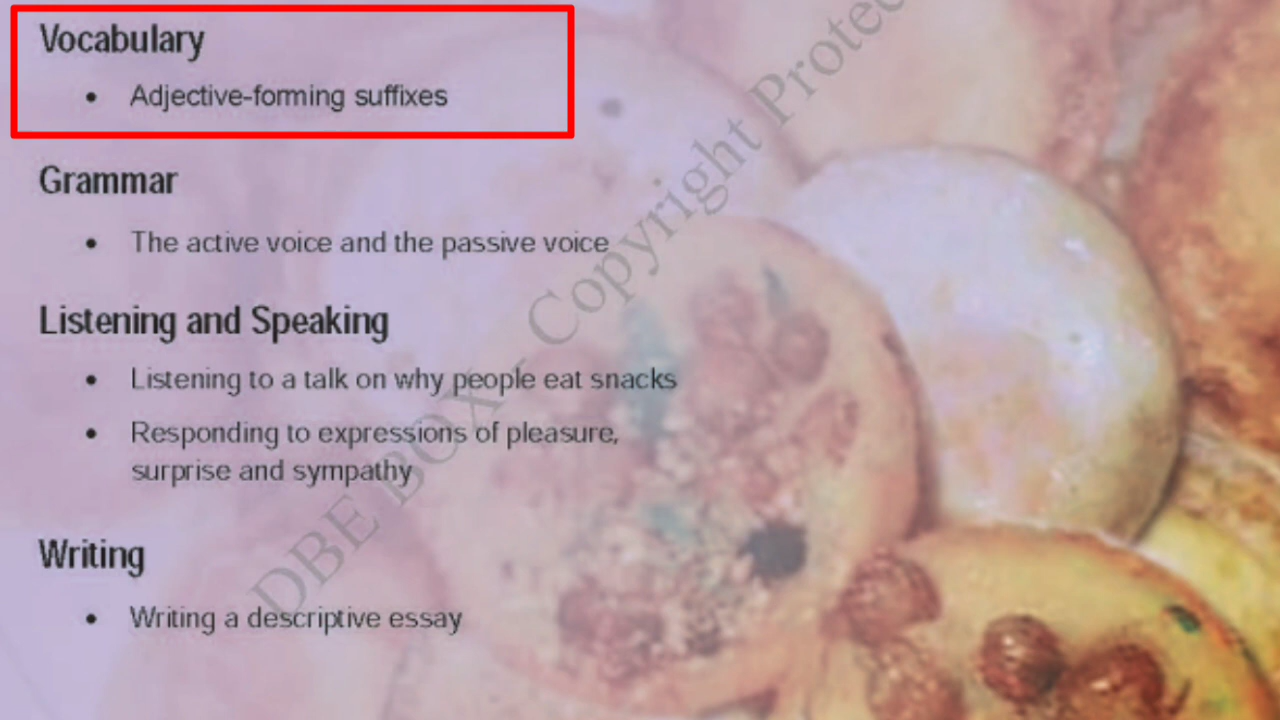 Vocabulary
• Adjective-forming suffixes
Grammar
• The active voice and the passive voice
Listening and Speaking
• Listening to a talk on why people eat snacks
• Responding to expressions of pleasure,
surprise and sympathy
Writing
• Writing a descriptive essay
DBE BOX - Copyright